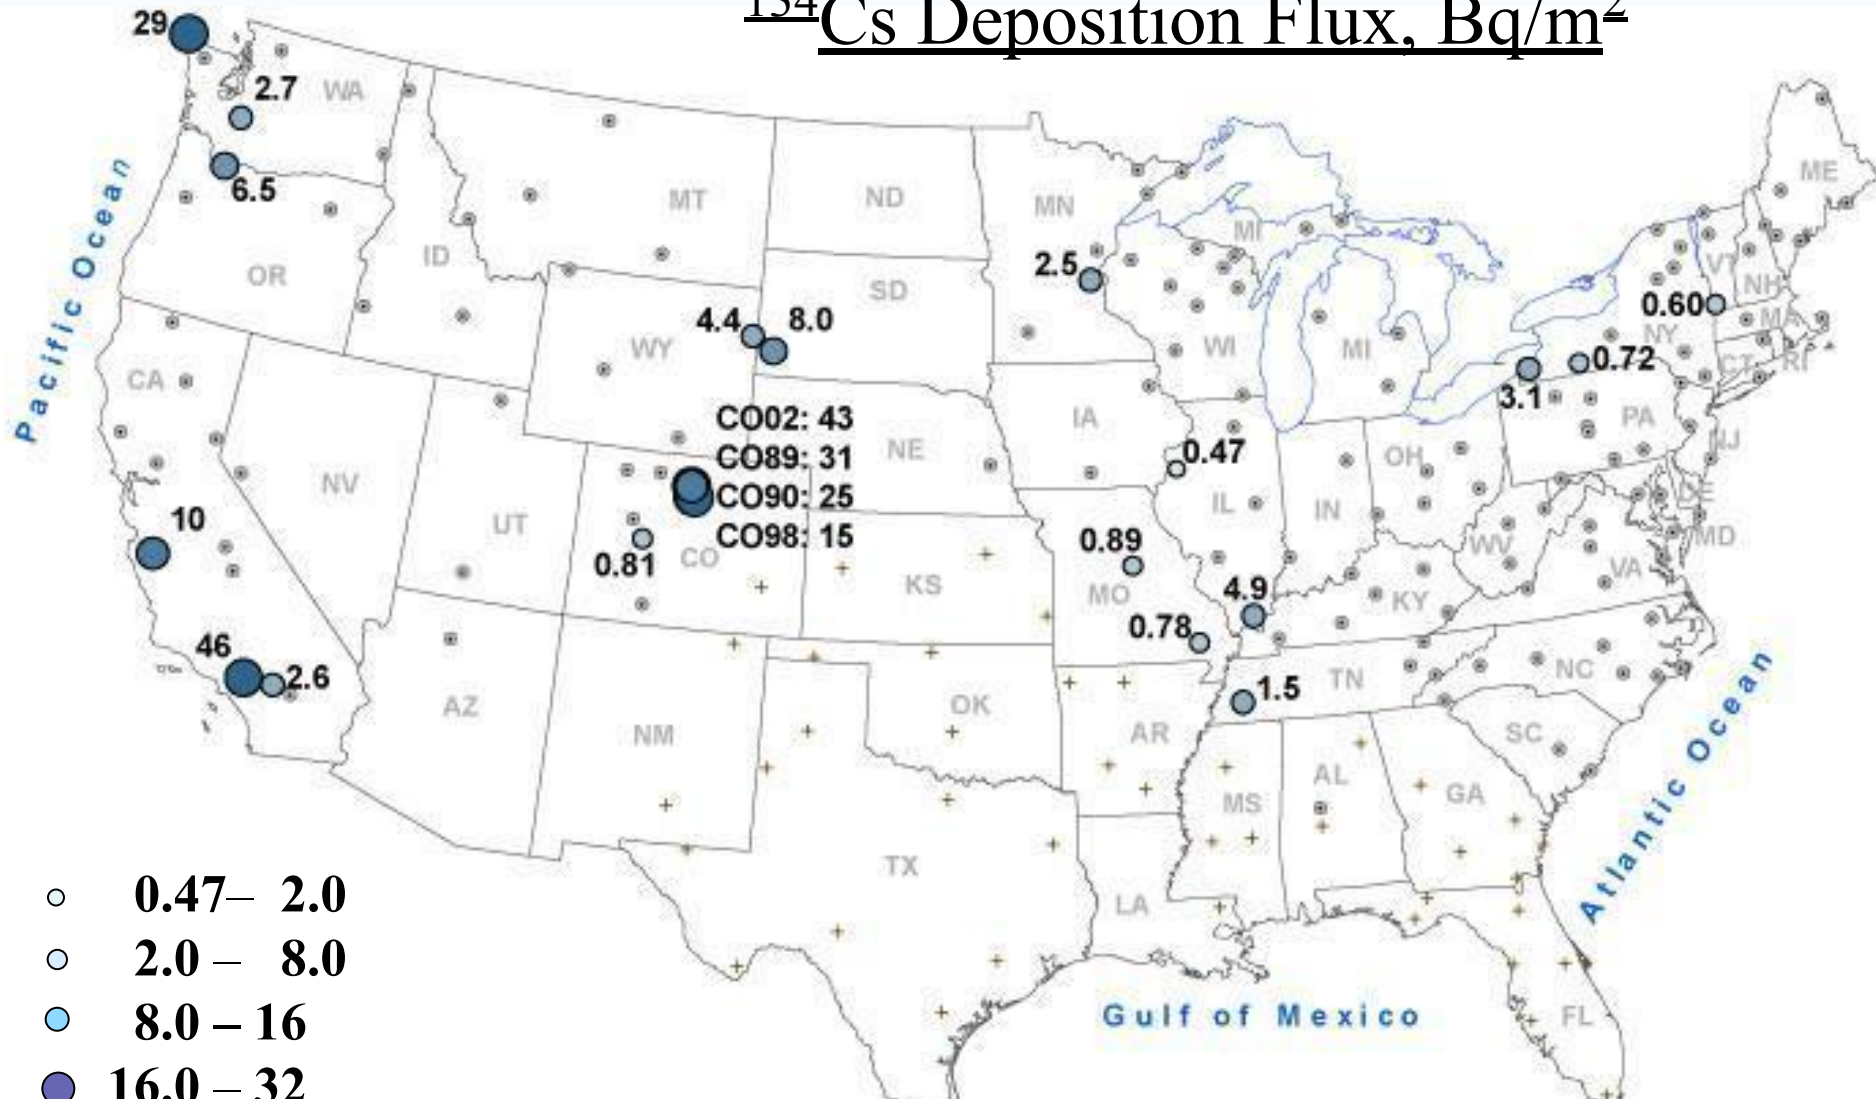 134Cs Deposition Flux, Bq/m2
29
2.7
WA
6.5
MT
ND
MN
ME
OR
ID
SD
2.5
MI
VT
NH
0.60
MA
NY
CT
RI
4.4
8.0
WY
WI
MI
0.72
3.1
PA
NJ
CA
CO02: 43
CO89: 31
CO90: 25
CO98: 15
IA
NE
0.47
OH
DE
MD
NV
UT
IL
IN
WV
VA
10
0.81
CO
KS
0.89
MO
4.9
KY
0.78
46
2.6
AZ
NM
OK
AR
1.5
TN
NC
SC
MS
AL
GA
TX
LA
FL
Pacific Ocean
Atlantic Ocean
Gulf of Mexico
0.47– 2.0
2.0 – 8.0
8.0 – 16
16.0 – 32